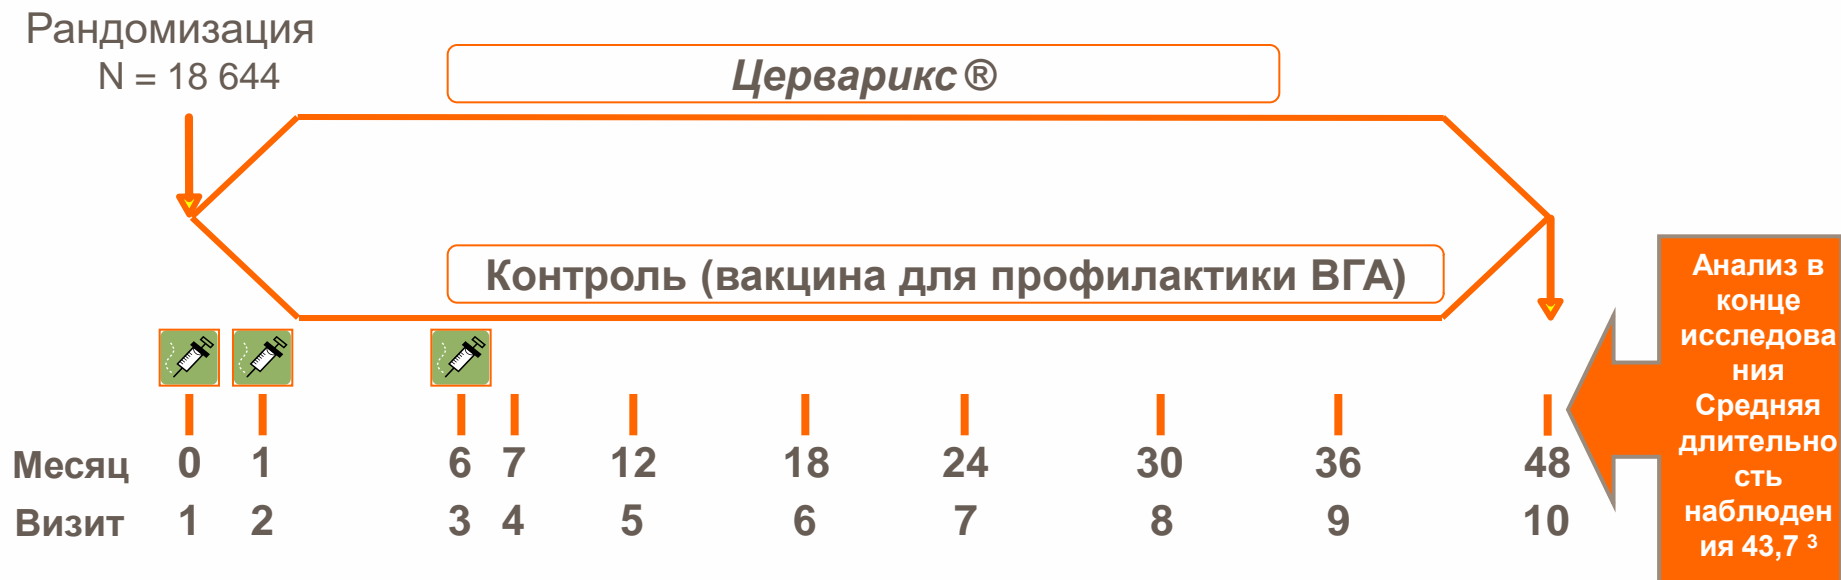 Рандомизация
N = 18 644
Церварикс ®
Контроль (вакцина для профилактики ВГА)
Месяц 0 1 6 7 12 18 24 30 36 48
Визит 1 2 3 4 5 6 7 8 9 10
Анализ в
конце
исследова
ния
Средняя
длительно
сть
наблюден
ия 43,7 ³